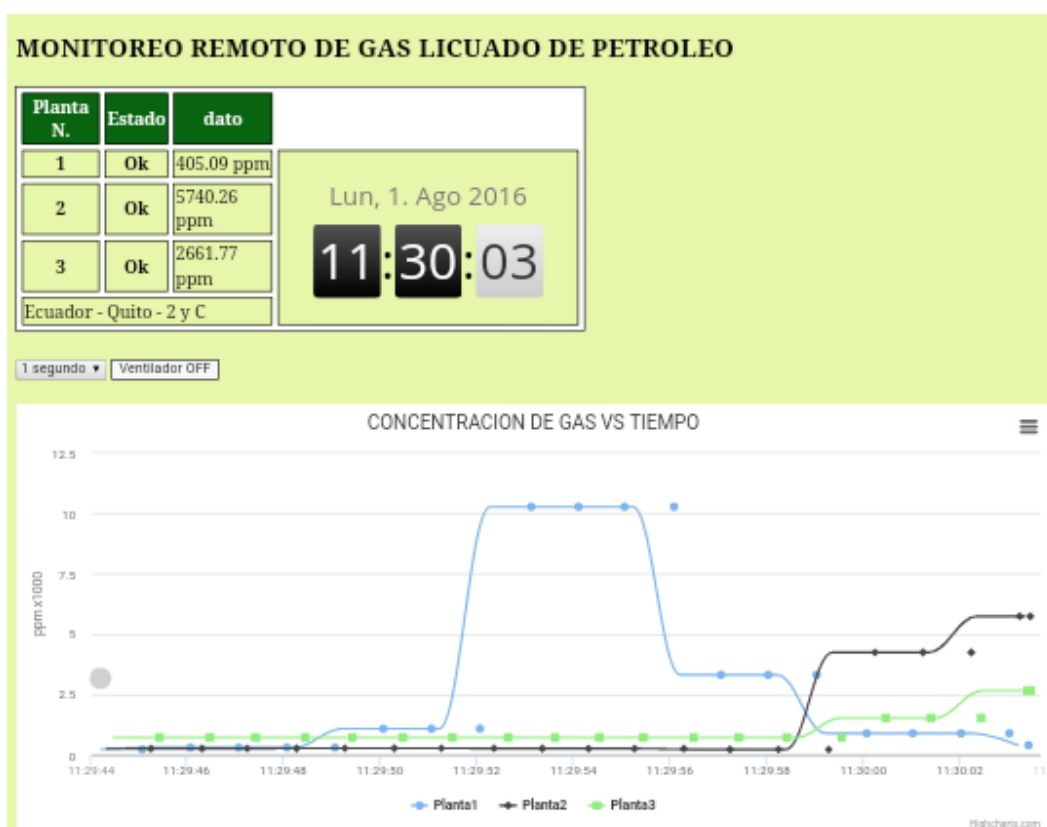 MONITOREO REMOTO DE GAS LICUADO DE PETROLEO
Planta N. Estado dato
1 Ok 405.09 ppm
2 Ok 5740.26 ppm
3 Ok 2661.77 ppm
Ecuador - Quito - 2 y C
Lun, 1. Ago 2016
11:30:03
1 segundo ▾ Ventilador OFF
CONCENTRACION DE GAS VS TIEMPO
ppm x1000
12.5
10
7.5
5
2.5
0
11:29:44 11:29:46 11:29:48 11:29:50 11:29:52 11:29:54 11:29:56 11:29:58 11:30:00 11:30:02 11
Planta1 Planta2 Planta3
Highcharts.com